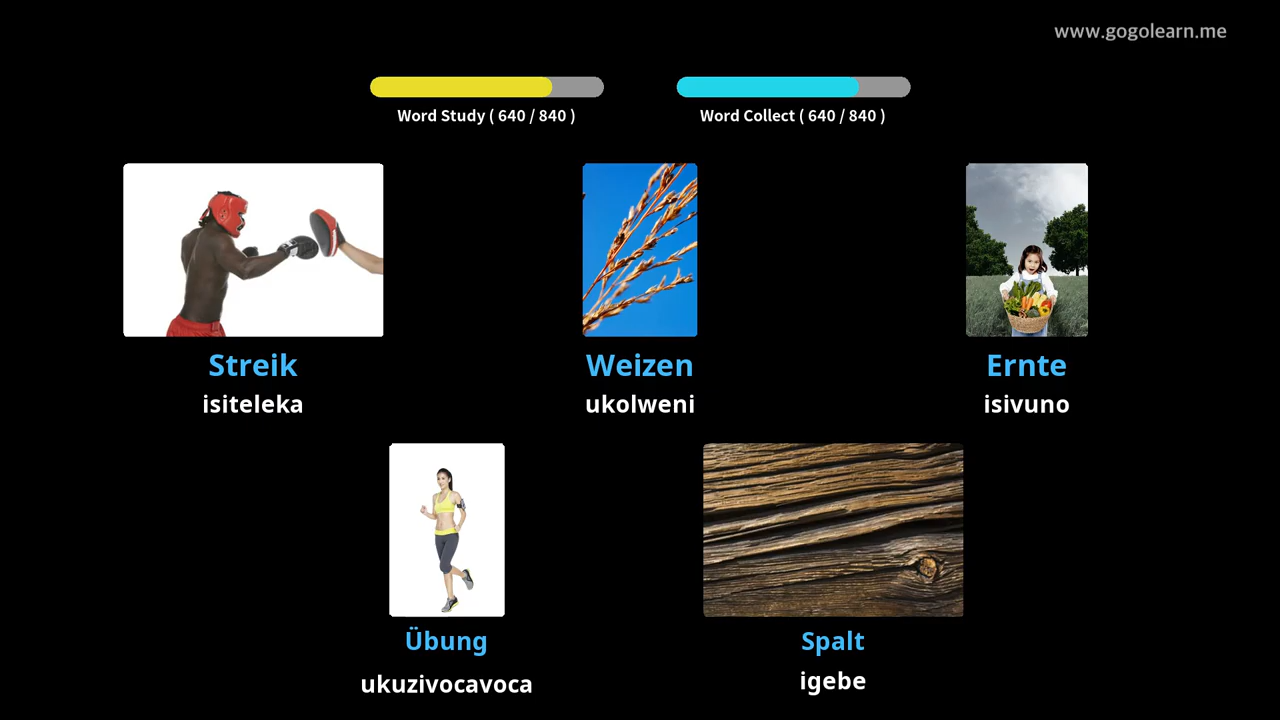 www.gogolearn.me
Word Study ( 640 / 840 )
Word Collect ( 640 / 840 )
Streik
isiteleka
Weizen
ukolweni
Ernte
isivuno
Übung
ukuzivocavoca
Spalt
igebe